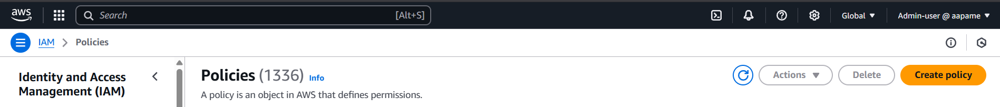 aws
Search [Alt+S]
Global Admin-user @ aapame
IAM > Policies
Identity and Access
Management (IAM)
Policies (1336) Info
Actions Delete Create policy
A policy is an object in AWS that defines permissions.